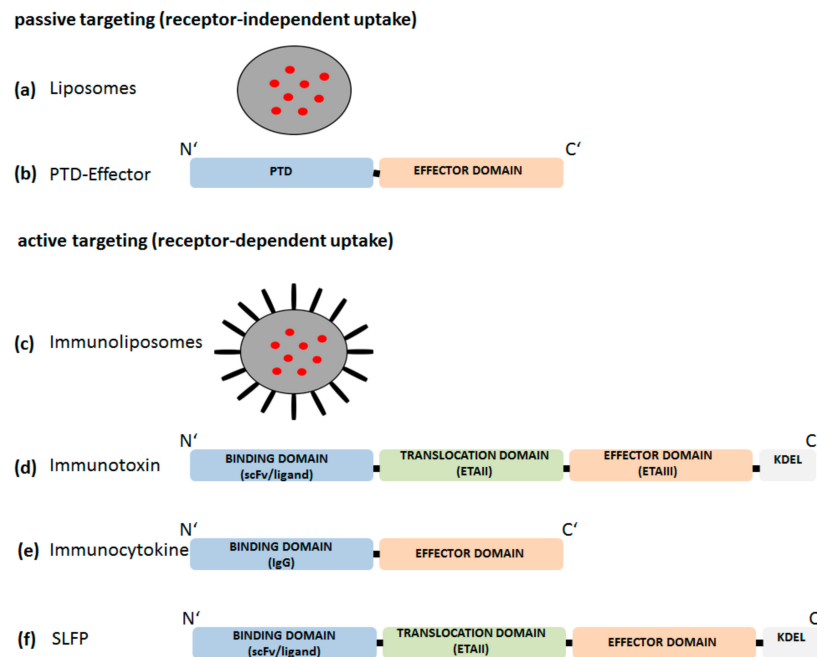 passive targeting (receptor-independent uptake)
(a) Liposomes
N‘ C‘
(b) PTD-Effector PTD EFFECTOR DOMAIN
active targeting (receptor-dependent uptake)
(c) Immunoliposomes
N‘ C
(d) Immunotoxin BINDING DOMAIN (scFv/ligand) TRANSLOCATION DOMAIN (ETAII) EFFECTOR DOMAIN (ETAIII) KDEL
N‘ C‘
(e) Immunocytokine BINDING DOMAIN (IgG) EFFECTOR DOMAIN
N‘ C
(f) SLFP BINDING DOMAIN (scFv/ligand) TRANSLOCATION DOMAIN (ETAII) EFFECTOR DOMAIN KDEL